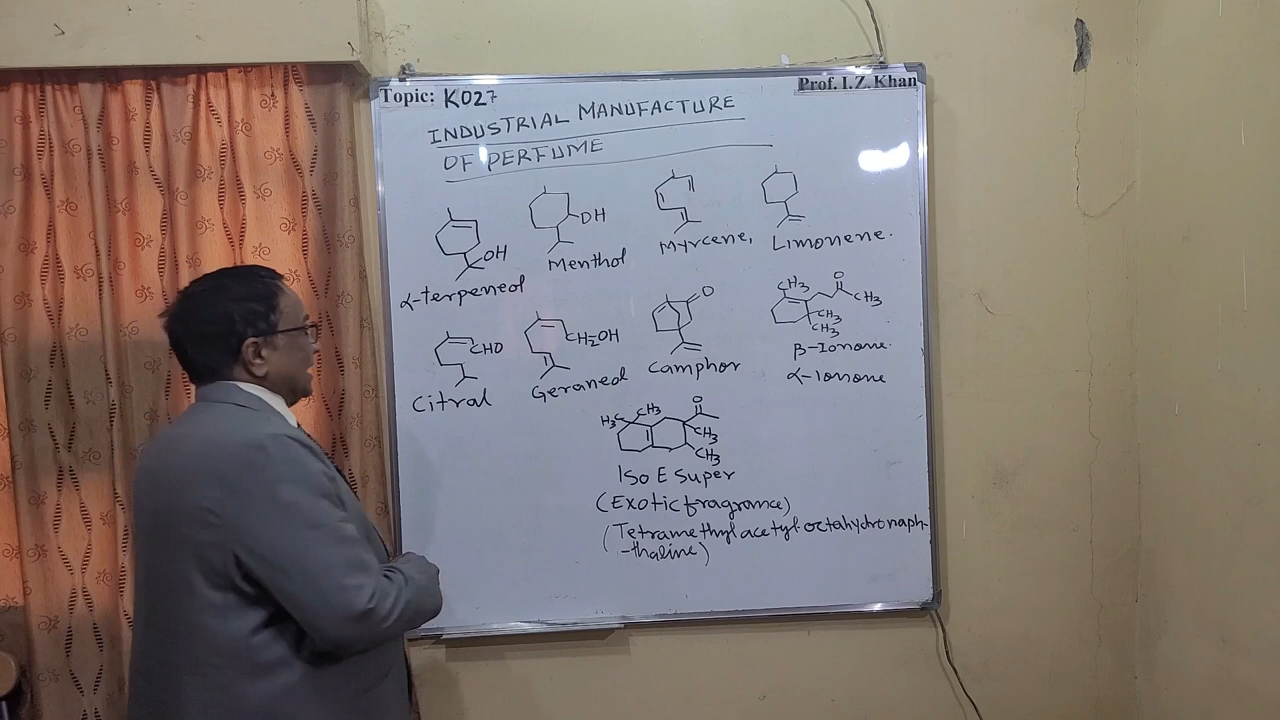 Topic: K027
Prof. I.Z. Khan
INDUSTRIAL MANUFACTURE
OF PERFUME
OH
α-terpeneol
OH
Menthol
Myrcene,
Limonene.
CHO
Citral
CH2OH
Geraneol
O
Camphor
CH3
O
CH3
CH3
CH3
β-Ionone.
α-Ionone
H3C
CH3
O
CH3
CH3
Iso E Super
(Exotic fragrance)
(Tetramethyl acetyl octahydronaph
-thaline)